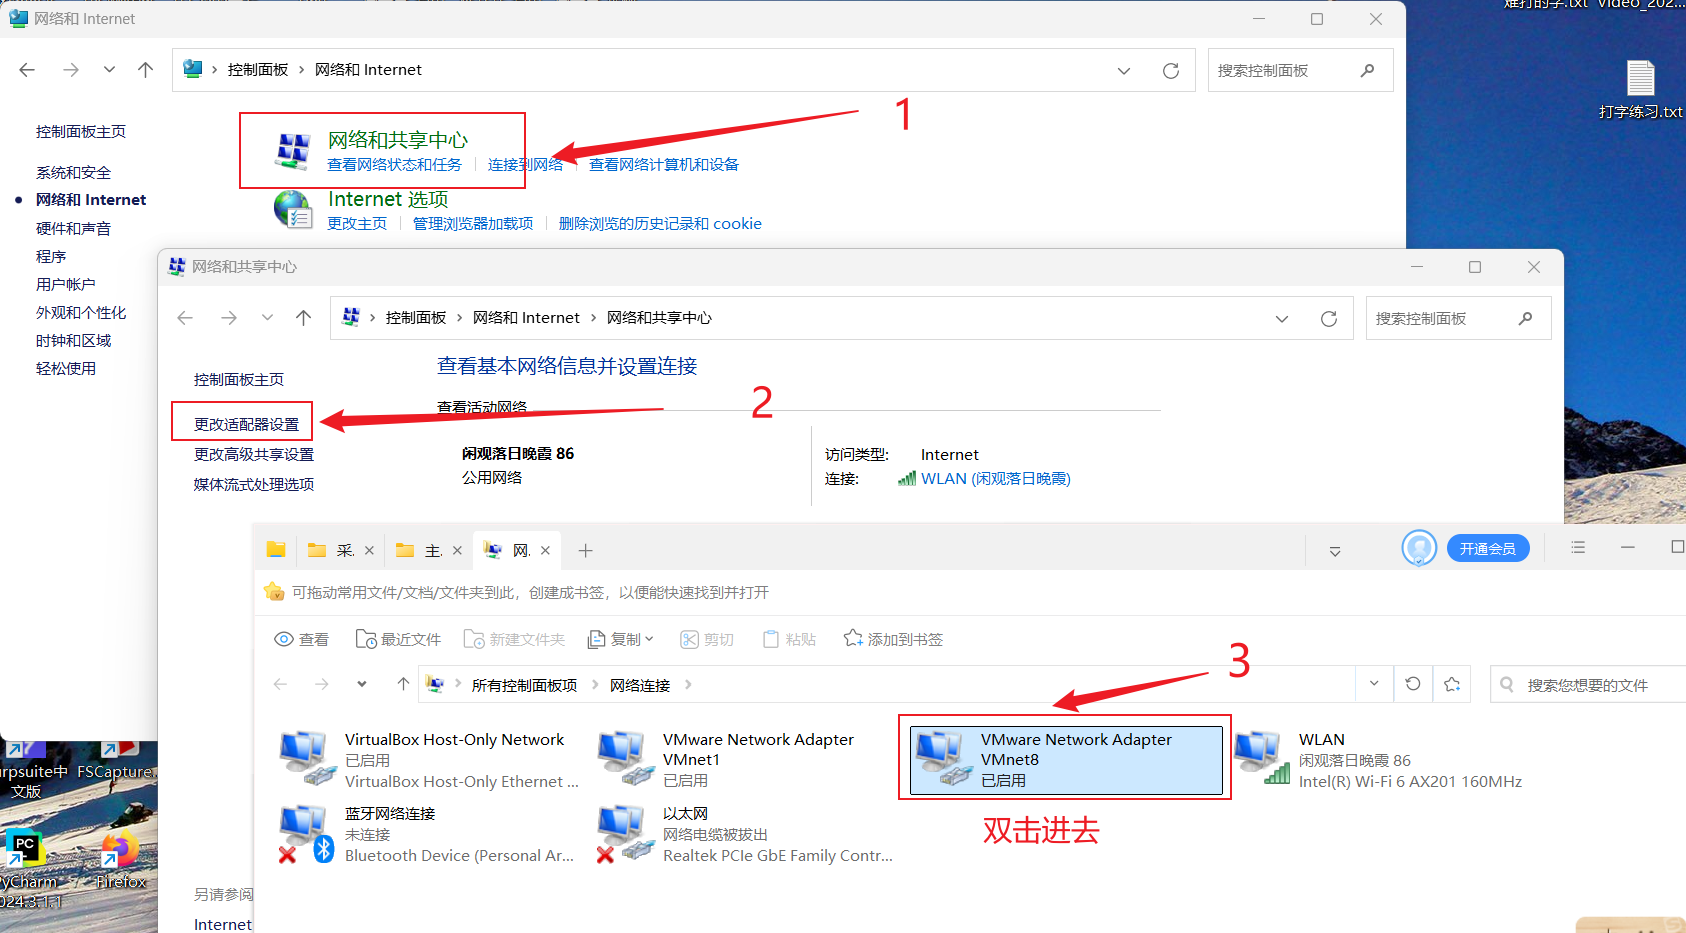 网络和 Internet
控制面板 › 网络和 Internet
搜索控制面板
控制面板主页
系统和安全
网络和 Internet
硬件和声音
程序
用户帐户
外观和个性化
时钟和区域
轻松使用
网络和共享中心
查看网络状态和任务 连接到网络 查看网络计算机和设备
Internet 选项
更改主页 管理浏览器加载项 删除浏览的历史记录和 cookie
1
打字练习.txt
网络和共享中心
控制面板 › 网络和 Internet › 网络和共享中心
搜索控制面板
控制面板主页
更改适配器设置
更改高级共享设置
媒体流式处理选项
查看基本网络信息并设置连接
查看活动网络
2
闲观落日晚霞 86
公用网络
访问类型: Internet
连接: WLAN (闲观落日晚霞)
另请参阅
Internet
采.
主.
网.
开通会员
可拖动常用文件/文档/文件夹到此，创建成书签，以便能快速找到并打开
查看 最近文件 新建文件夹 复制 剪切 粘贴 添加到书签
所有控制面板项 › 网络连接 ›
搜索您想要的文件
3
VirtualBox Host-Only Network
已启用
VirtualBox Host-Only Ethernet ...
VMware Network Adapter
VMnet1
已启用
VMware Network Adapter
VMnet8
已启用
WLAN
闲观落日晚霞 86
Intel(R) Wi-Fi 6 AX201 160MHz
蓝牙网络连接
未连接
Bluetooth Device (Personal Ar...
以太网
网络电缆被拔出
Realtek PCIe GbE Family Contr...
双击进去
urpsuite中
文版
FSCapture
PC
PyCharm
2024.3.1.1
Firefox